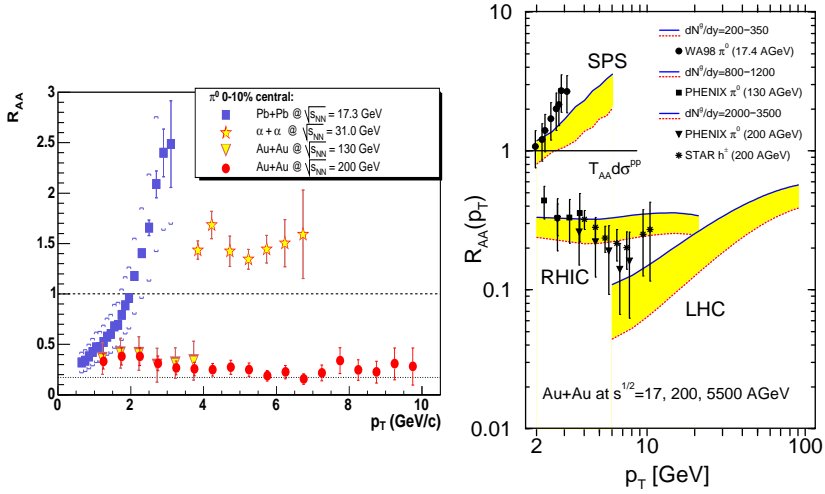 R_AA
3
2.5
2
1.5
1
0.5
0
π⁰ 0-10% central:
Pb+Pb @ √s_NN = 17.3 GeV
α + α @ √s_NN = 31.0 GeV
Au+Au @ √s_NN = 130 GeV
Au+Au @ √s_NN = 200 GeV
0 2 4 6 8 10
p_T (GeV/c)
R_AA(p_T)
10
1
0.1
0.01
dN^g/dy=200−350
WA98 π⁰ (17.4 AGeV)
dN^g/dy=800−1200
PHENIX π⁰ (130 AGeV)
dN^g/dy=2000−3500
PHENIX π⁰ (200 AGeV)
STAR h^± (200 AGeV)
SPS
T_AA dσ^pp
RHIC
LHC
Au+Au at s^1/2=17, 200, 5500 AGeV
2 10 100
p_T [GeV]